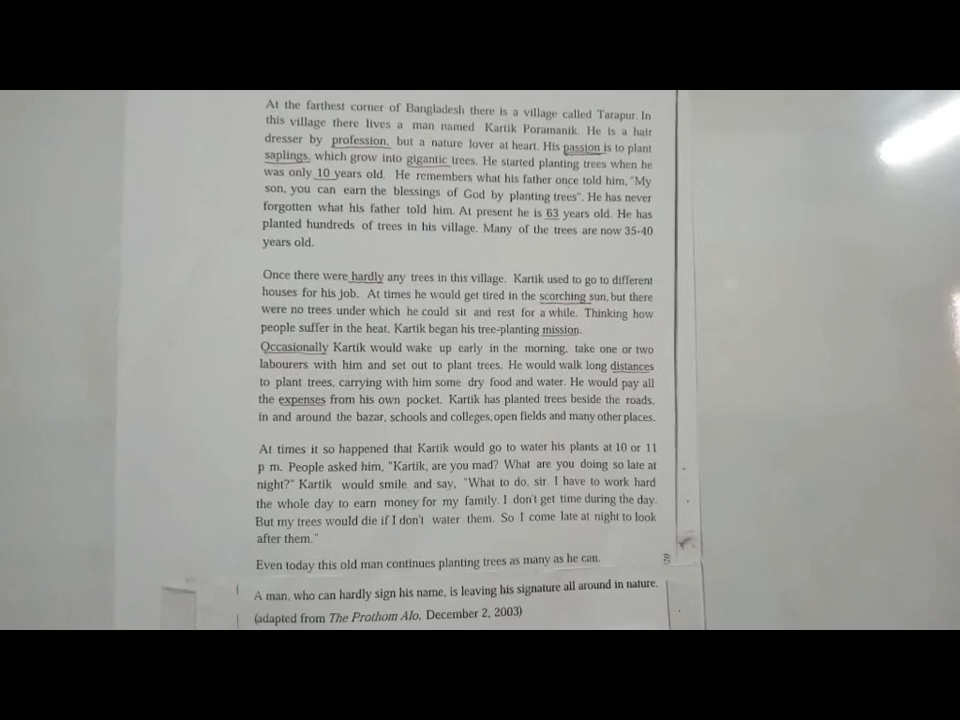 At the farthest corner of Bangladesh there is a village called Tarapur. In
this village there lives a man named Kartik Poramanik. He is a hair
dresser by profession, but a nature lover at heart. His passion is to plant
saplings, which grow into gigantic trees. He started planting trees when he
was only 10 years old. He remembers what his father once told him, "My
son, you can earn the blessings of God by planting trees". He has never
forgotten what his father told him. At present he is 63 years old. He has
planted hundreds of trees in his village. Many of the trees are now 35-40
years old.
Once there were hardly any trees in this village. Kartik used to go to different
houses for his job. At times he would get tired in the scorching sun, but there
were no trees under which he could sit and rest for a while. Thinking how
people suffer in the heat, Kartik began his tree-planting mission.
Occasionally Kartik would wake up early in the morning, take one or two
labourers with him and set out to plant trees. He would walk long distances
to plant trees, carrying with him some dry food and water. He would pay all
the expenses from his own pocket. Kartik has planted trees beside the roads,
in and around the bazar, schools and colleges, open fields and many other places.
At times it so happened that Kartik would go to water his plants at 10 or 11
p m. People asked him, "Kartik, are you mad? What are you doing so late at
night?" Kartik would smile and say, "What to do, sir. I have to work hard
the whole day to earn money for my family. I don't get time during the day.
But my trees would die if I don't water them. So I come late at night to look
after them."
Even today this old man continues planting trees as many as he can.
A man, who can hardly sign his name, is leaving his signature all around in nature.
(adapted from The Prothom Alo, December 2, 2003)